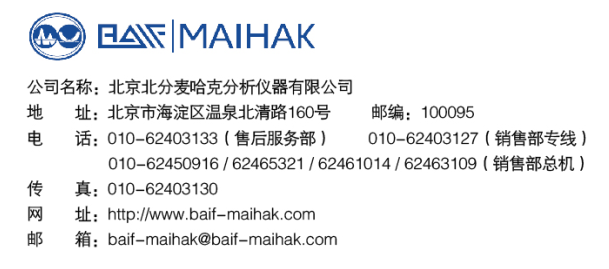 BAIF MAIHAK
公司名称：北京北分麦哈克分析仪器有限公司
地 址：北京市海淀区温泉北清路160号 邮编：100095
电 话：010-62403133（售后服务部） 010-62403127（销售部专线）
010-62450916 / 62465321 / 62461014 / 62463109（销售部总机）
传 真：010-62403130
网 址：http://www.baif-maihak.com
邮 箱：baif-maihak@baif-maihak.com